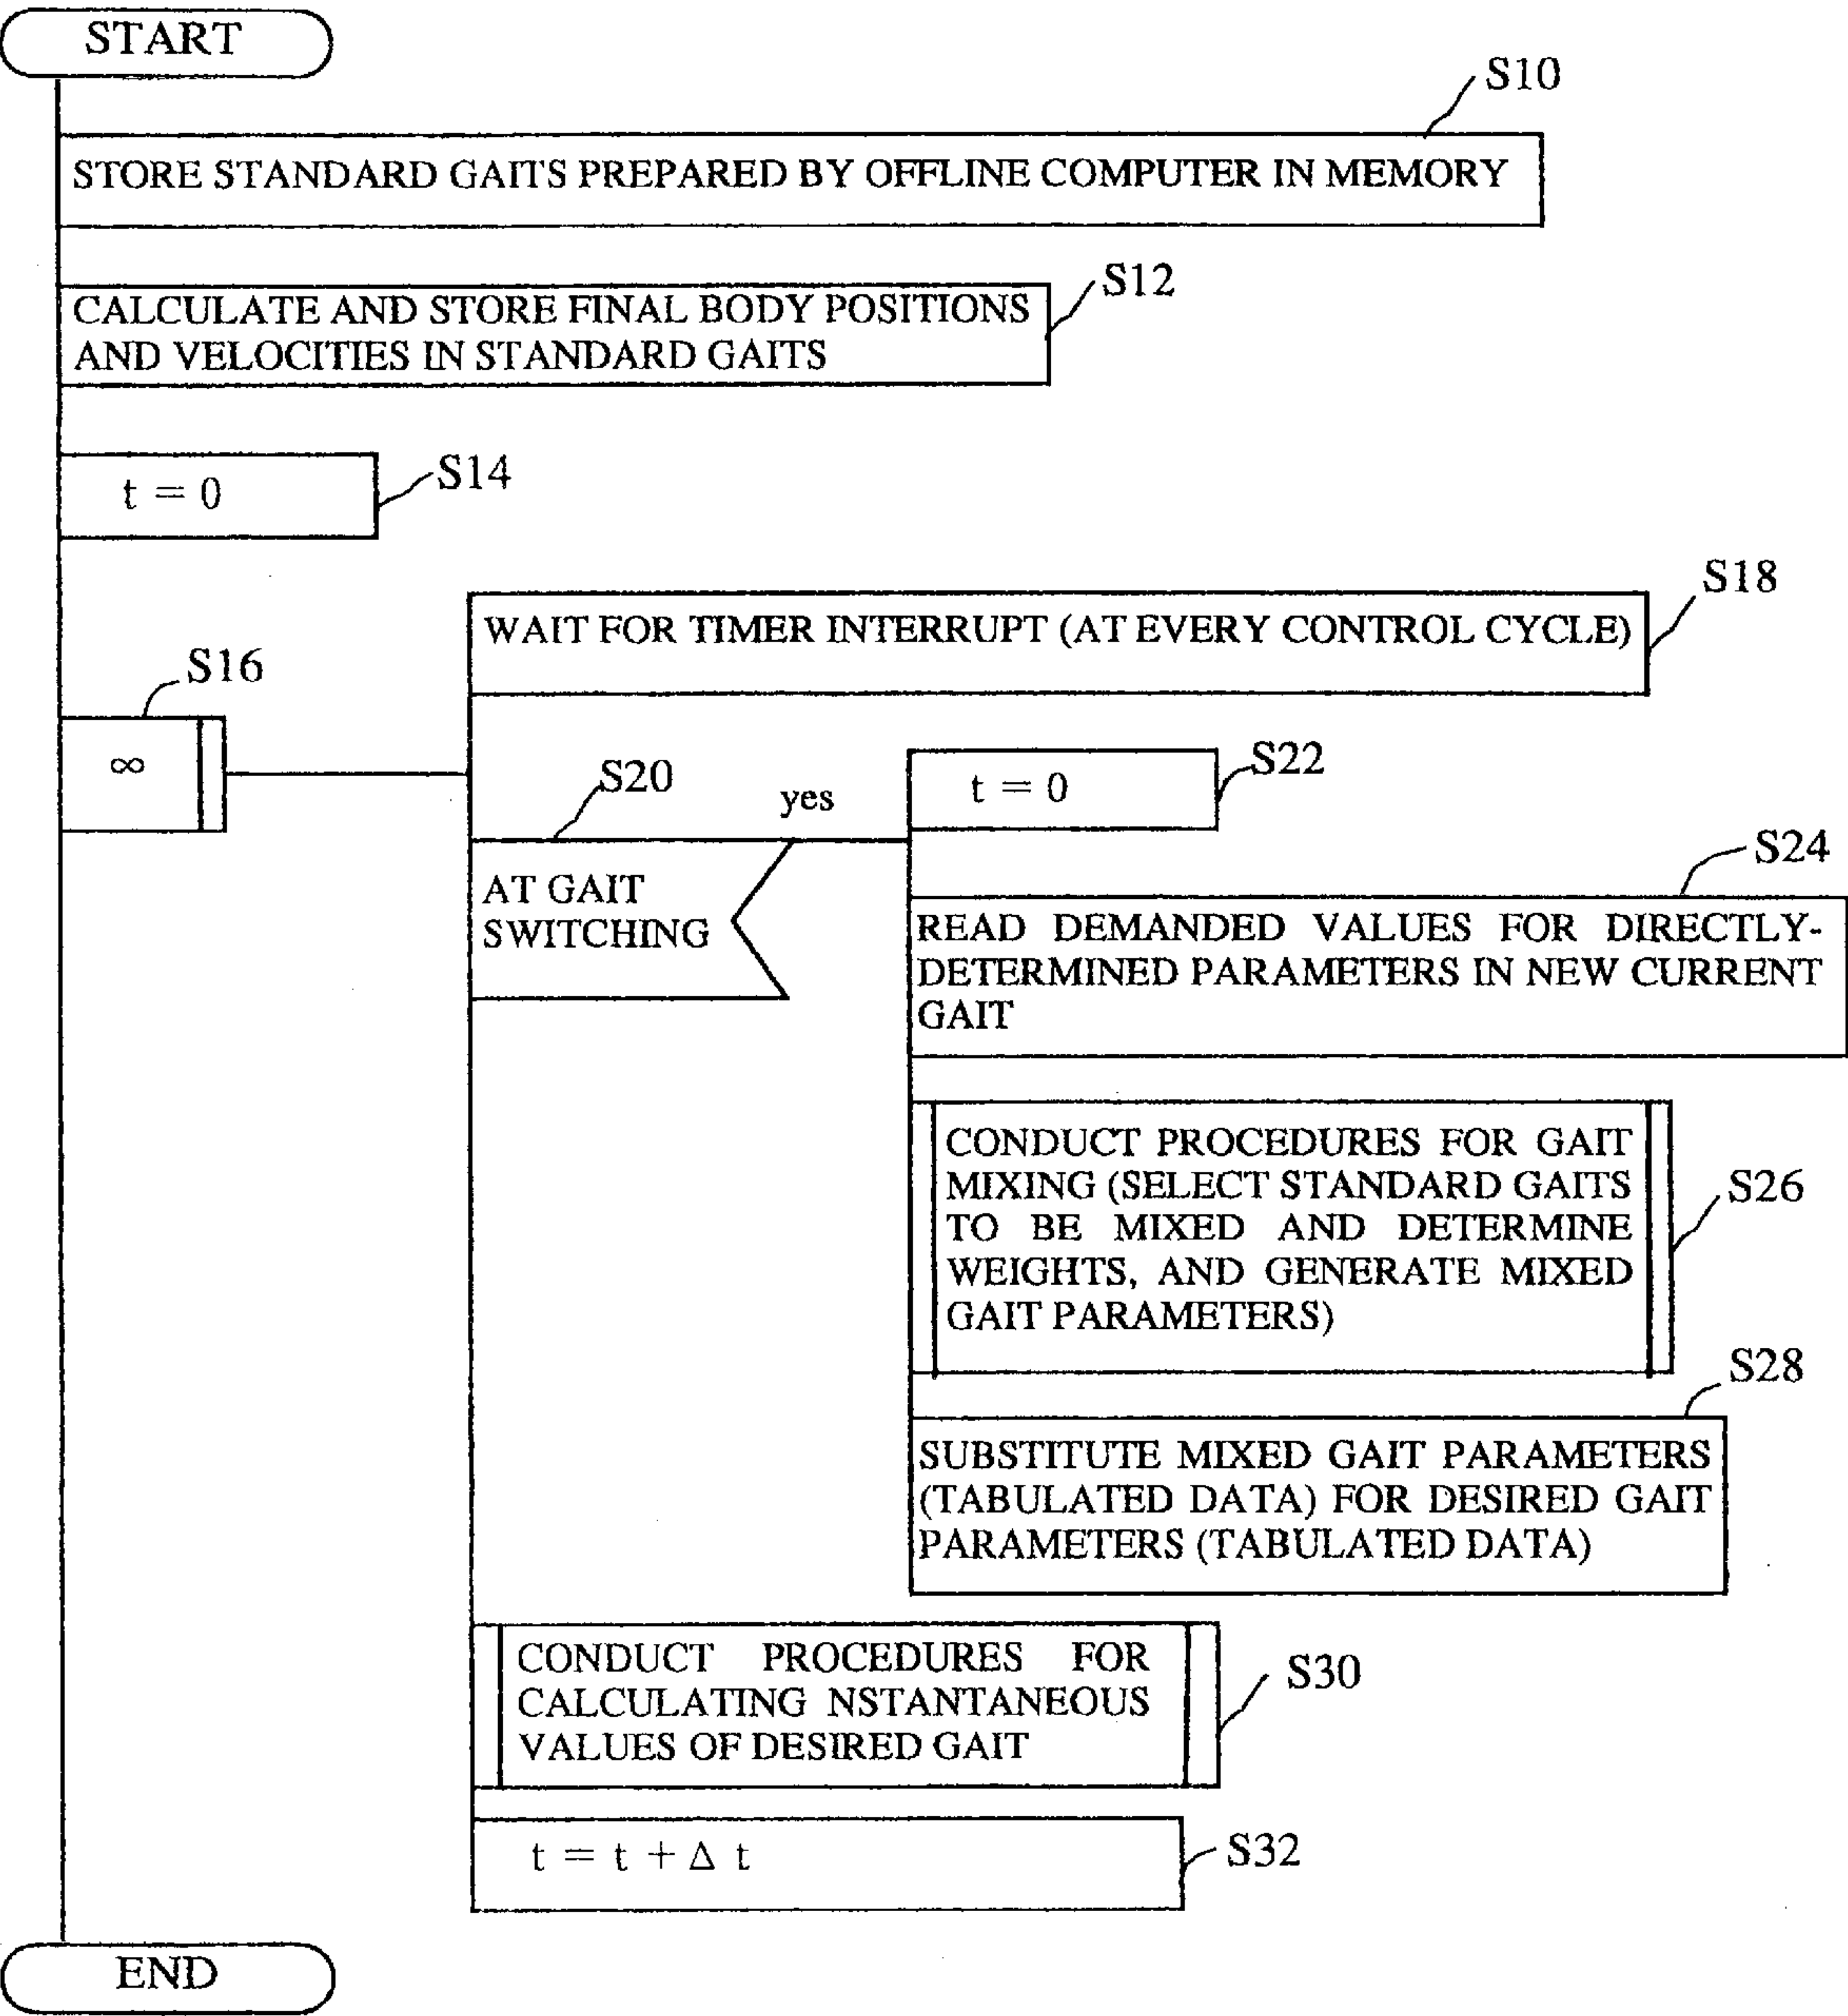 START
S10
STORE STANDARD GAITS PREPARED BY OFFLINE COMPUTER IN MEMORY
S12
CALCULATE AND STORE FINAL BODY POSITIONS
AND VELOCITIES IN STANDARD GAITS
S14
t = 0
S18
WAIT FOR TIMER INTERRUPT (AT EVERY CONTROL CYCLE)
S16
∞
S20
yes
AT GAIT
SWITCHING
S22
t = 0
S24
READ DEMANDED VALUES FOR DIRECTLY-
DETERMINED PARAMETERS IN NEW CURRENT
GAIT
CONDUCT PROCEDURES FOR GAIT
MIXING (SELECT STANDARD GAITS
TO BE MIXED AND DETERMINE
WEIGHTS, AND GENERATE MIXED
GAIT PARAMETERS)
S26
S28
SUBSTITUTE MIXED GAIT PARAMETERS
(TABULATED DATA) FOR DESIRED GAIT
PARAMETERS (TABULATED DATA)
CONDUCT PROCEDURES FOR
CALCULATING NSTANTANEOUS
VALUES OF DESIRED GAIT
S30
t = t + Δ t
S32
END